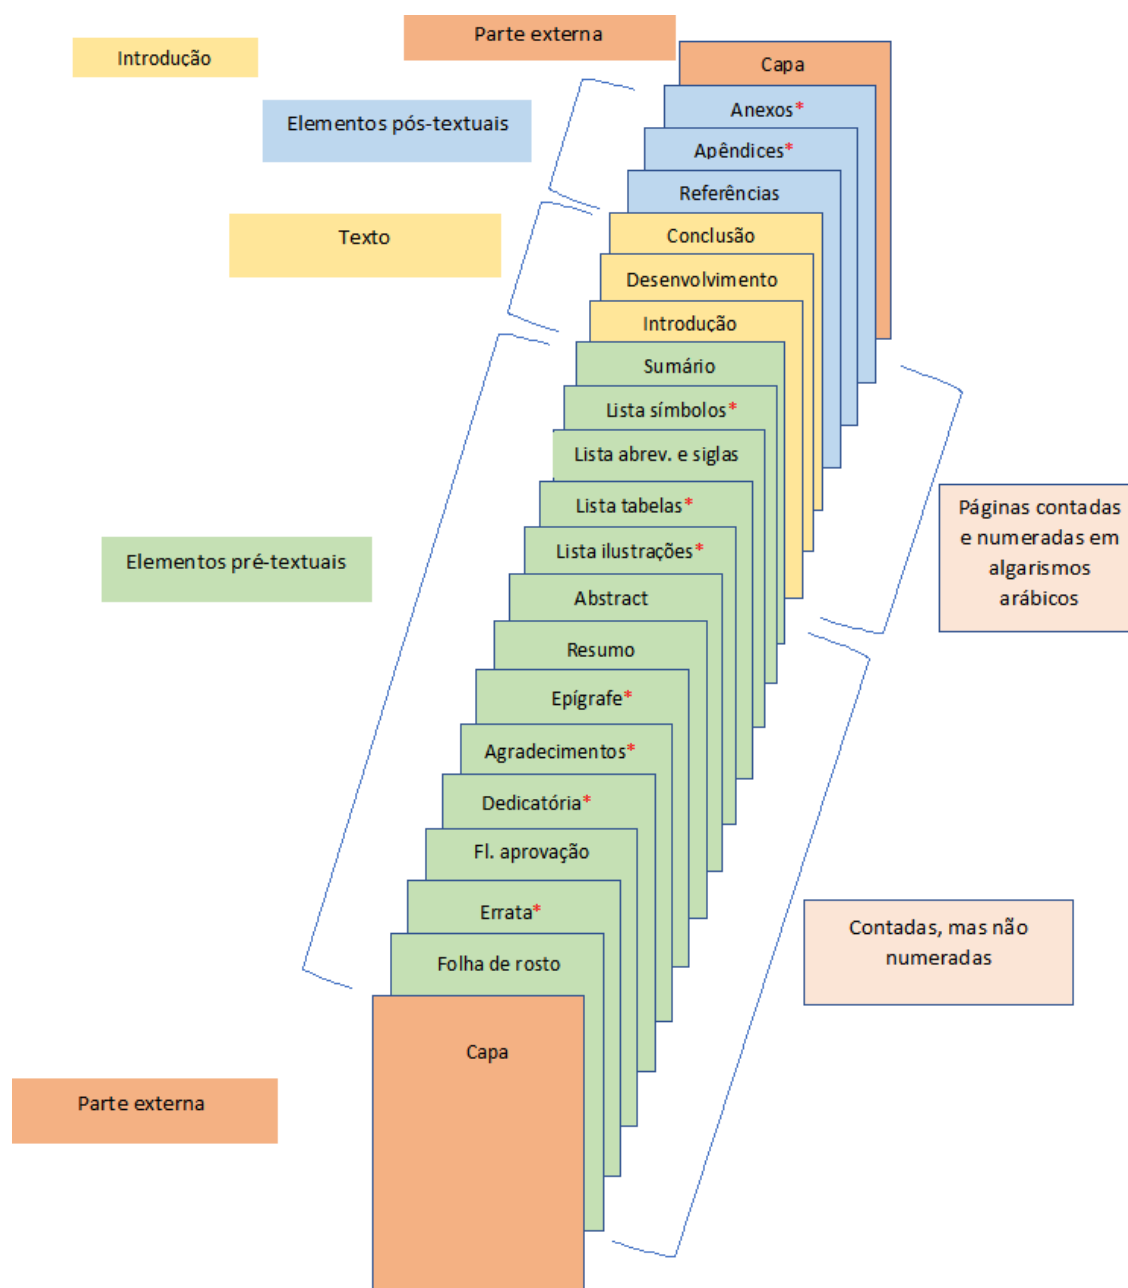 Parte externa
Introdução
Capa
Elementos pós-textuais
Anexos*
Apêndices*
Referências
Texto
Conclusão
Desenvolvimento
Introdução
Sumário
Lista símbolos*
Lista abrev. e siglas
Lista tabelas*
Lista ilustrações*
Elementos pré-textuais
Abstract
Resumo
Epígrafe*
Agradecimentos*
Dedicatória*
Fl. aprovação
Errata*
Folha de rosto
Capa
Parte externa
Páginas contadas
e numeradas em
algarismos
arábicos
Contadas, mas não
numeradas